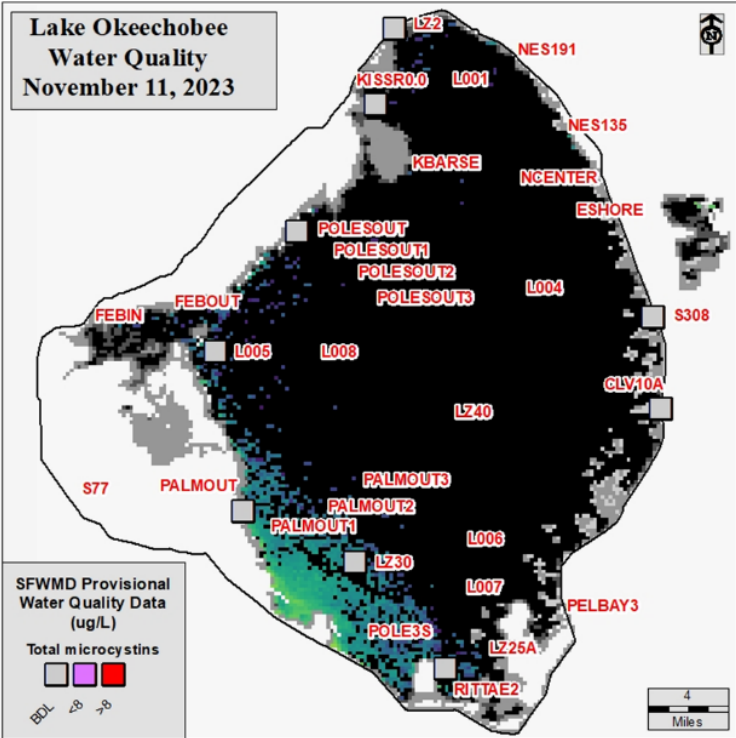 Lake Okeechobee
Water Quality
November 11, 2023
N
LZ2
NES191
KISSR0.0
L001
NES135
KBARSE
NCENTER
ESHORE
POLESOUT
POLESOUT1
POLESOUT2
POLESOUT3
L004
FEBOUT
FEBIN
S308
L005
L008
CLV10A
LZ40
PALMOUT3
S77
PALMOUT
PALMOUT2
PALMOUT1
L006
LZ30
L007
PELBAY3
POLE3S
LZ25A
RITTAE2
SFWMD Provisional
Water Quality Data
(ug/L)
Total microcystins
BDL
<8
>8
4
Miles